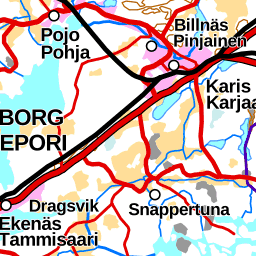 Pojo
Pohja
Billnäs
Pinjainen
Karis
Karjaa
BORG
EPORI
Dragsvik
Ekenäs
Tammisaari
Snappertuna